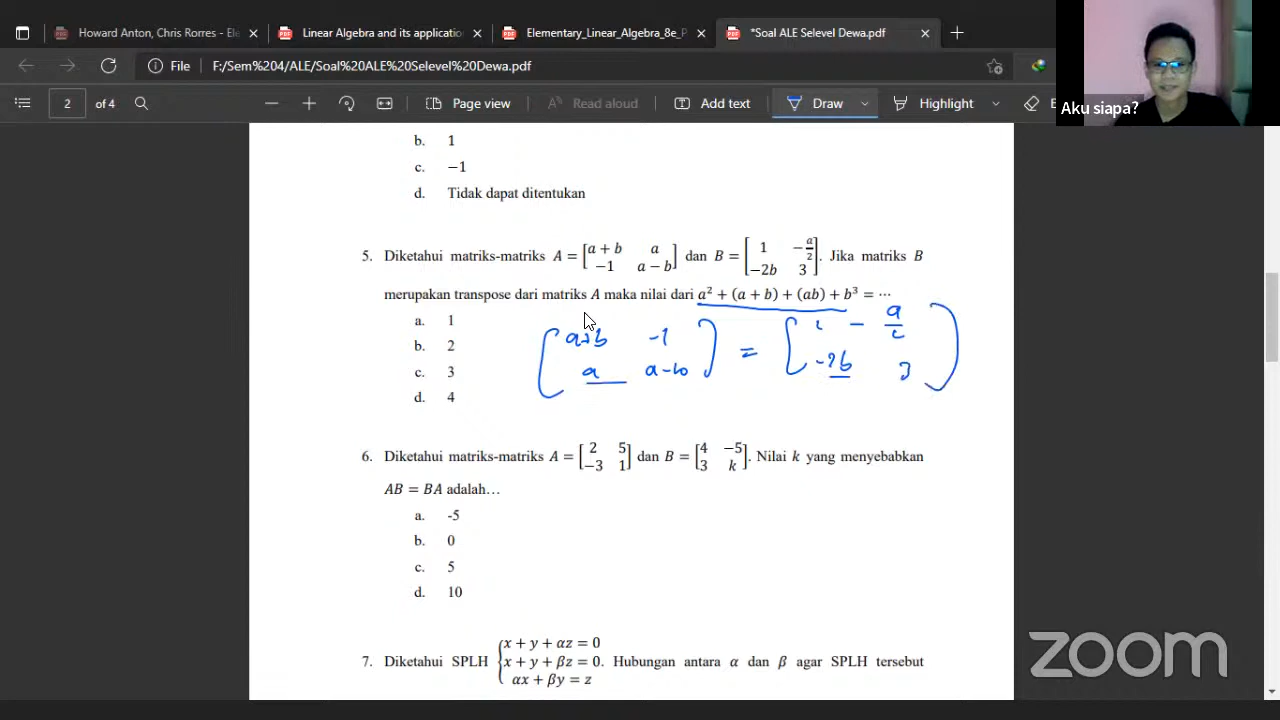 Howard Anton, Chris Rorres - Ele
Linear Algebra and its applicatio
Elementary_Linear_Algebra_8e_P
*Soal ALE Selevel Dewa.pdf
File
F:/Sem%204/ALE/Soal%20ALE%20Selevel%20Dewa.pdf
2 of 4
Page view
Read aloud
Add text
Draw
Highlight
Aku siapa?
b. 1
c. −1
d. Tidak dapat ditentukan
5. Diketahui matriks-matriks A = [a + b a; −1 a − b] dan B = [1 −a/2; −2b 3]. Jika matriks B
merupakan transpose dari matriks A maka nilai dari a² + (a + b) + (ab) + b³ = ⋯
a. 1
b. 2
c. 3
d. 4
[a+b -1; a a-b] = [1 -a/2; -2b 3]
6. Diketahui matriks-matriks A = [2 5; −3 1] dan B = [4 −5; 3 k]. Nilai k yang menyebabkan
AB = BA adalah…
a. -5
b. 0
c. 5
d. 10
x + y + αz = 0
7. Diketahui SPLH { x + y + βz = 0. Hubungan antara α dan β agar SPLH tersebut
αx + βy = z
zoom